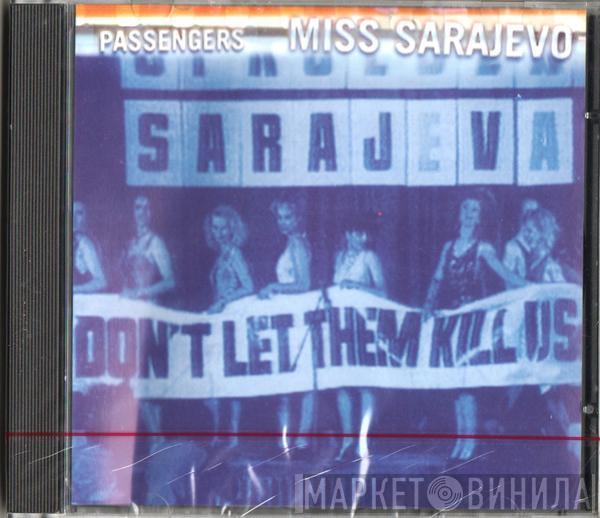 PASSENGERS MISS SARAJEVO
SARAJEVA
DON'T LET THEM KILL US
МАРКЕТ ВИНИЛА